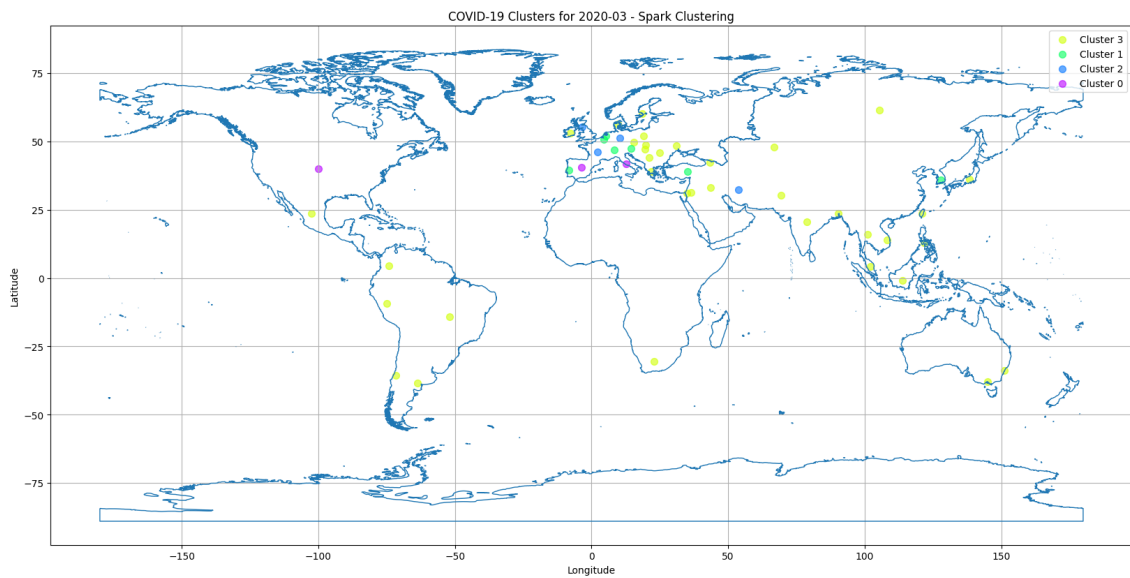 COVID-19 Clusters for 2020-03 - Spark Clustering
Cluster 3
Cluster 1
Cluster 2
Cluster 0
75
50
25
0
−25
−50
−75
Latitude
−150
−100
−50
0
50
100
150
Longitude